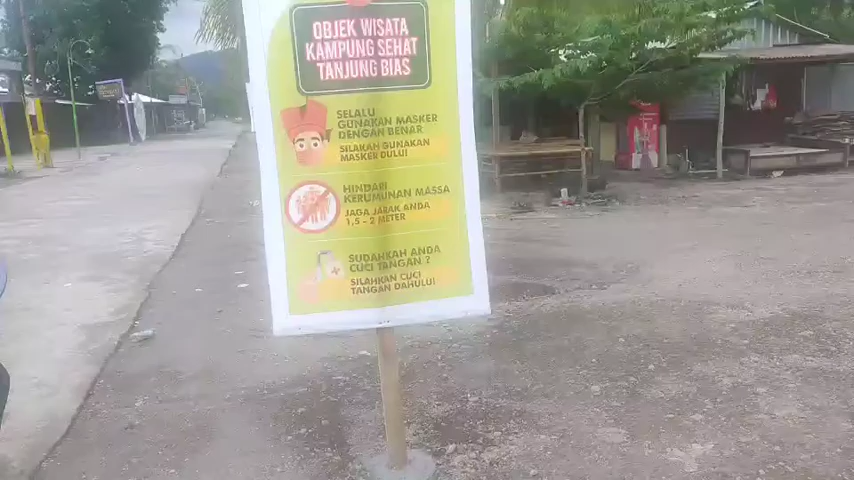 OBJEK WISATA
KAMPUNG SEHAT
TANJUNG BIAS
SELALU
GUNAKAN MASKER
DENGAN BENAR
SILAHKAN GUNAKAN
MASKER DULU!
HINDARI
KERUMUNAN MASSA
JAGA JARAK ANDA
1,5 - 2 METER
SUDAHKAH ANDA
CUCI TANGAN ?
SILAHKAN CUCI
TANGAN DAHULU!